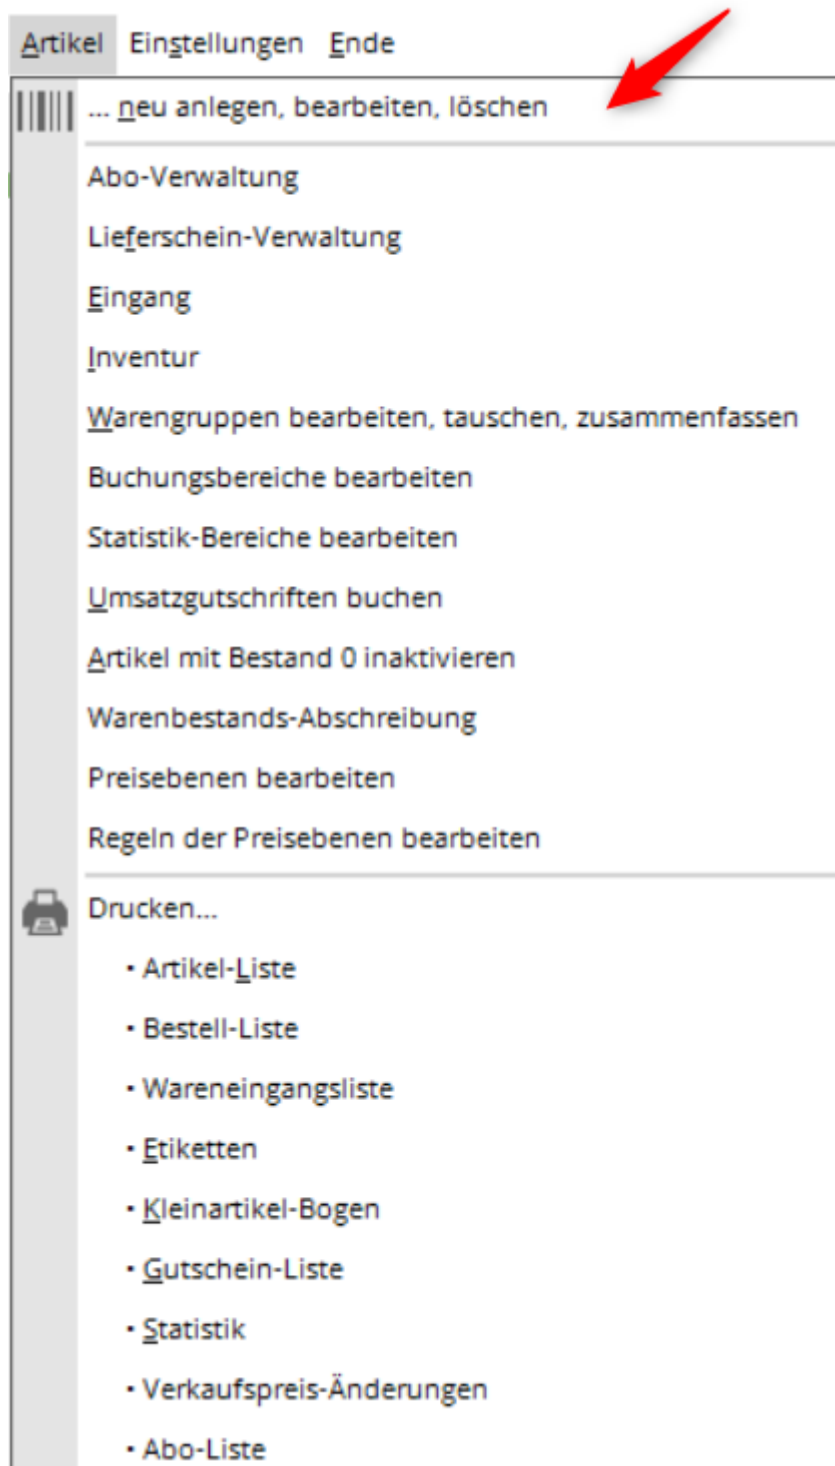 Artikel Einstellungen Ende
... neu anlegen, bearbeiten, löschen
Abo-Verwaltung
Lieferschein-Verwaltung
Eingang
Inventur
Warengruppen bearbeiten, tauschen, zusammenfassen
Buchungsbereiche bearbeiten
Statistik-Bereiche bearbeiten
Umsatzgutschriften buchen
Artikel mit Bestand 0 inaktivieren
Warenbestands-Abschreibung
Preisebenen bearbeiten
Regeln der Preisebenen bearbeiten
Drucken...
• Artikel-Liste
• Bestell-Liste
• Wareneingangsliste
• Etiketten
• Kleinartikel-Bogen
• Gutschein-Liste
• Statistik
• Verkaufspreis-Änderungen
• Abo-Liste